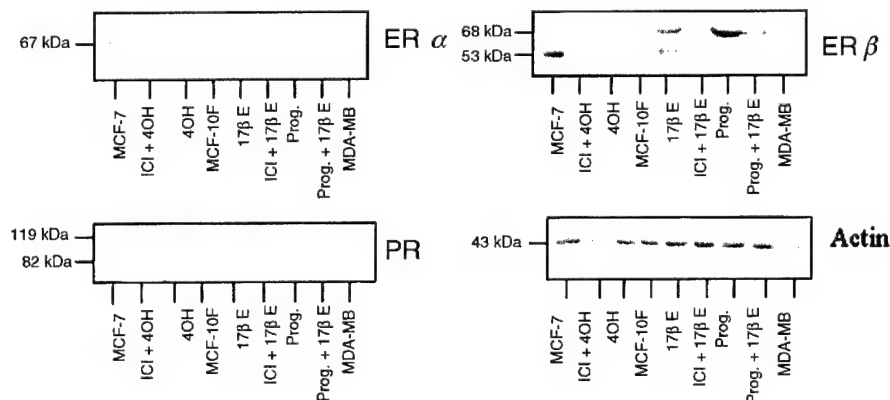 67 kDa
ER α
MCF-7
ICI + 4OH
4OH
MCF-10F
17β E
ICI + 17β E
Prog.
Prog. + 17β E
MDA-MB
68 kDa
53 kDa
ER β
MCF-7
ICI + 4OH
4OH
MCF-10F
17β E
ICI + 17β E
Prog.
Prog. + 17β E
MDA-MB
119 kDa
82 kDa
PR
MCF-7
ICI + 4OH
4OH
MCF-10F
17β E
ICI + 17β E
Prog.
Prog. + 17β E
MDA-MB
43 kDa
Actin
MCF-7
ICI + 4OH
4OH
MCF-10F
17β E
ICI + 17β E
Prog.
Prog. + 17β E
MDA-MB